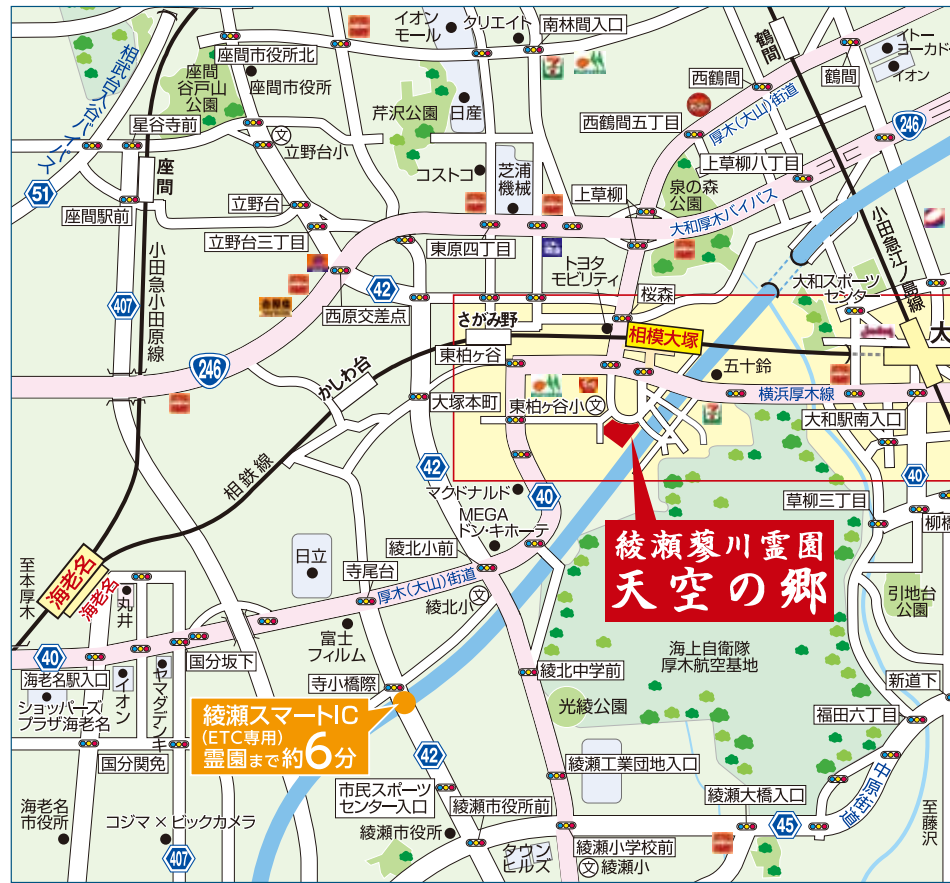 イオン
モール
クリエイト
南林間入口
イトー
ヨーカドー
イオン
座間市役所北
座間市役所
座間
谷戸山
公園
相武台入谷バイパス
星谷寺前
文
立野台小
芹沢公園
日産
鶴間
西鶴間
鶴間
西鶴間五丁目
厚木(大山)街道
246
上草柳八丁目
51
座間
座間駅前
コストコ
芝浦
機械
立野台
立野台三丁目
東原四丁目
上草柳
泉の森
公園
大和厚木バイパス
小田急江ノ島線
小田急小田原線
407
42
トヨタ
モビリティ
大和スポーツ
センター
西原交差点
桜森
さがみ野
相模大塚
大
246
かしわ台
東柏ヶ谷
五十鈴
横浜厚木線
大塚本町
東柏ヶ谷小
文
大和駅南入口
相鉄線
42
40
マクドナルド
40
草柳三丁目
MEGA
ドン・キホーテ
綾瀬蓼川霊園
天空の郷
柳橋
日立
綾北小前
寺尾台
至本厚木
海老名
海老名
丸井
厚木(大山)街道
綾北小
文
引地台
公園
富士
フィルム
海上自衛隊
厚木航空基地
40
国分坂下
海老名駅入口
綾北中学前
新道下
寺小橋際
ショッパーズ
プラザ海老名
イオン
ヤマダデンキ
光綾公園
福田六丁目
綾瀬スマートIC
(ETC専用)
霊園まで約6分
国分関免
42
綾瀬工業団地入口
中原街道
市民スポーツ
センター入口
綾瀬市役所前
綾瀬大橋入口
至藤沢
海老名
市役所
コジマ×ビックカメラ
綾瀬市役所
45
407
タウン
ヒルズ
綾瀬小学校前
文
綾瀬小